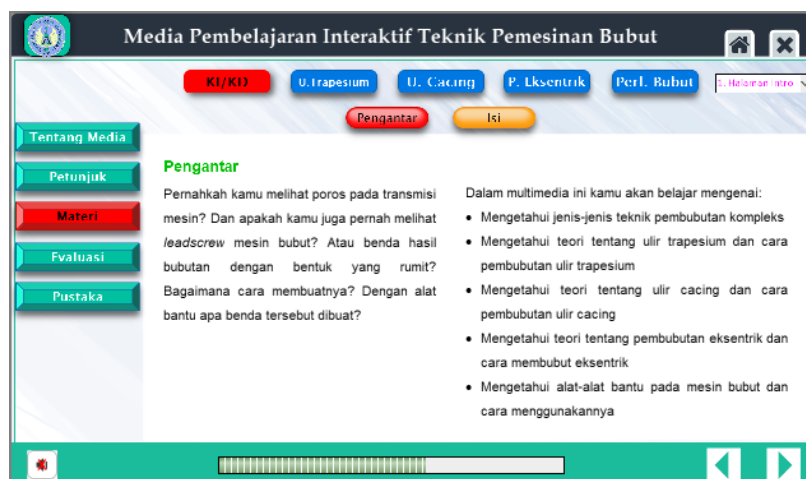 Media Pembelajaran Interaktif Teknik Pemesinan Bubut
KI/KD
U.Trapesium
U. Cacing
P. Eksentrik
Perl. Bubut
1. Halaman Intro
Pengantar
Isi
Tentang Media
Petunjuk
Materi
Evaluasi
Pustaka
Pengantar
Pernahkah kamu melihat poros pada transmisi
mesin? Dan apakah kamu juga pernah melihat
leadscrew mesin bubut? Atau benda hasil
bubutan dengan bentuk yang rumit?
Bagaimana cara membuatnya? Dengan alat
bantu apa benda tersebut dibuat?
Dalam multimedia ini kamu akan belajar mengenai:
• Mengetahui jenis-jenis teknik pembubutan kompleks
• Mengetahui teori tentang ulir trapesium dan cara
pembubutan ulir trapesium
• Mengetahui teori tentang ulir cacing dan cara
pembubutan ulir cacing
• Mengetahui teori tentang pembubutan eksentrik dan
cara membubut eksentrik
• Mengetahui alat-alat bantu pada mesin bubut dan
cara menggunakannya